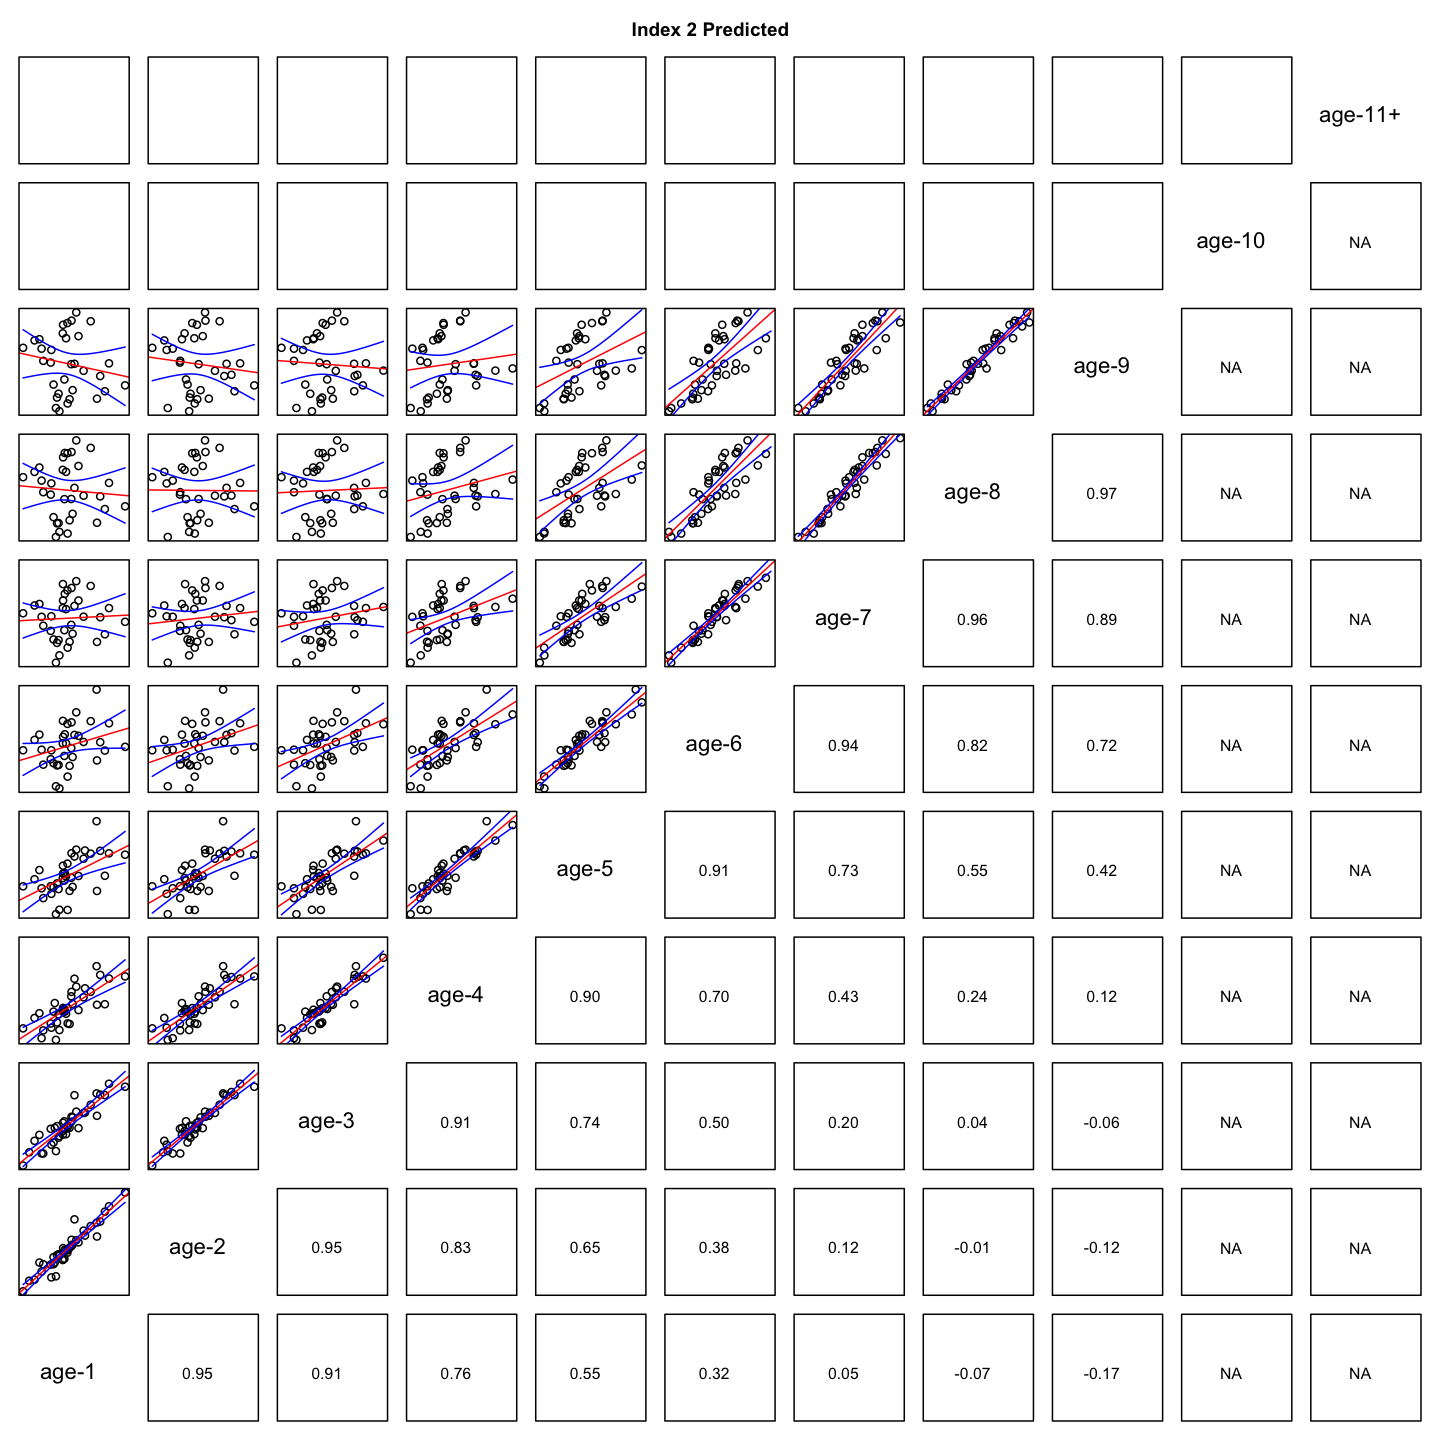 Index 2 Predicted
age-11+
age-10 NA
age-9 NA NA
age-8 0.97 NA NA
age-7 0.96 0.89 NA NA
age-6 0.94 0.82 0.72 NA NA
age-5 0.91 0.73 0.55 0.42 NA NA
age-4 0.90 0.70 0.43 0.24 0.12 NA NA
age-3 0.91 0.74 0.50 0.20 0.04 -0.06 NA NA
age-2 0.95 0.83 0.65 0.38 0.12 -0.01 -0.12 NA NA
age-1 0.95 0.91 0.76 0.55 0.32 0.05 -0.07 -0.17 NA NA